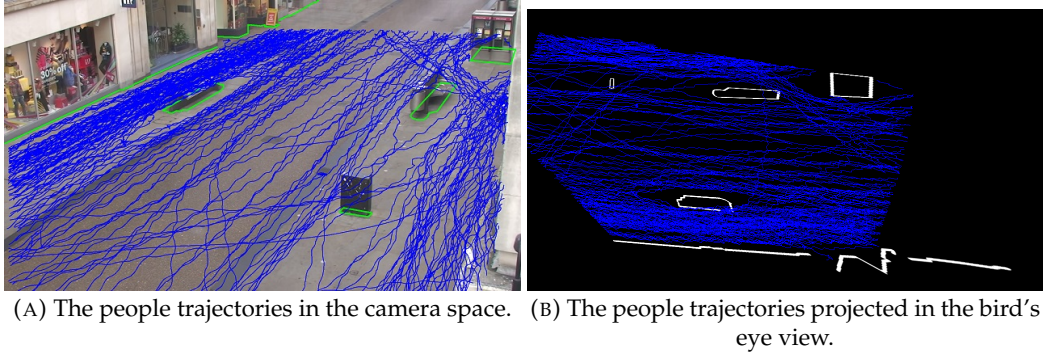 30% off
(A) The people trajectories in the camera space.
(B) The people trajectories projected in the bird's
eye view.